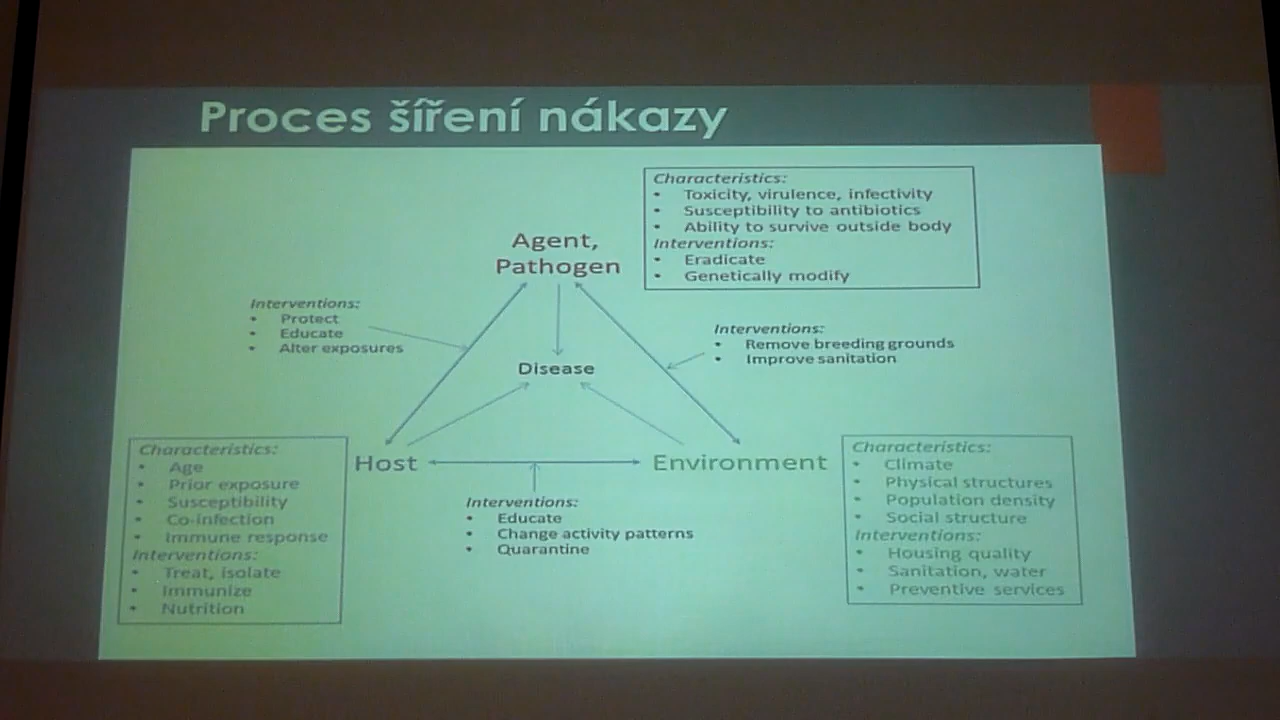 Proces šíření nákazy
Characteristics:
• Toxicity, virulence, infectivity
• Susceptibility to antibiotics
• Ability to survive outside body
Interventions:
• Eradicate
• Genetically modify
Agent,
Pathogen
Interventions:
• Protect
• Educate
• Alter exposures
Interventions:
• Remove breeding grounds
• Improve sanitation
Disease
Characteristics:
• Age
• Prior exposure
• Susceptibility
• Co-infection
• Immune response
Interventions:
• Treat, isolate
• Immunize
• Nutrition
Host
Environment
Interventions:
• Educate
• Change activity patterns
• Quarantine
Characteristics:
• Climate
• Physical structures
• Population density
• Social structure
Interventions:
• Housing quality
• Sanitation, water
• Preventive services